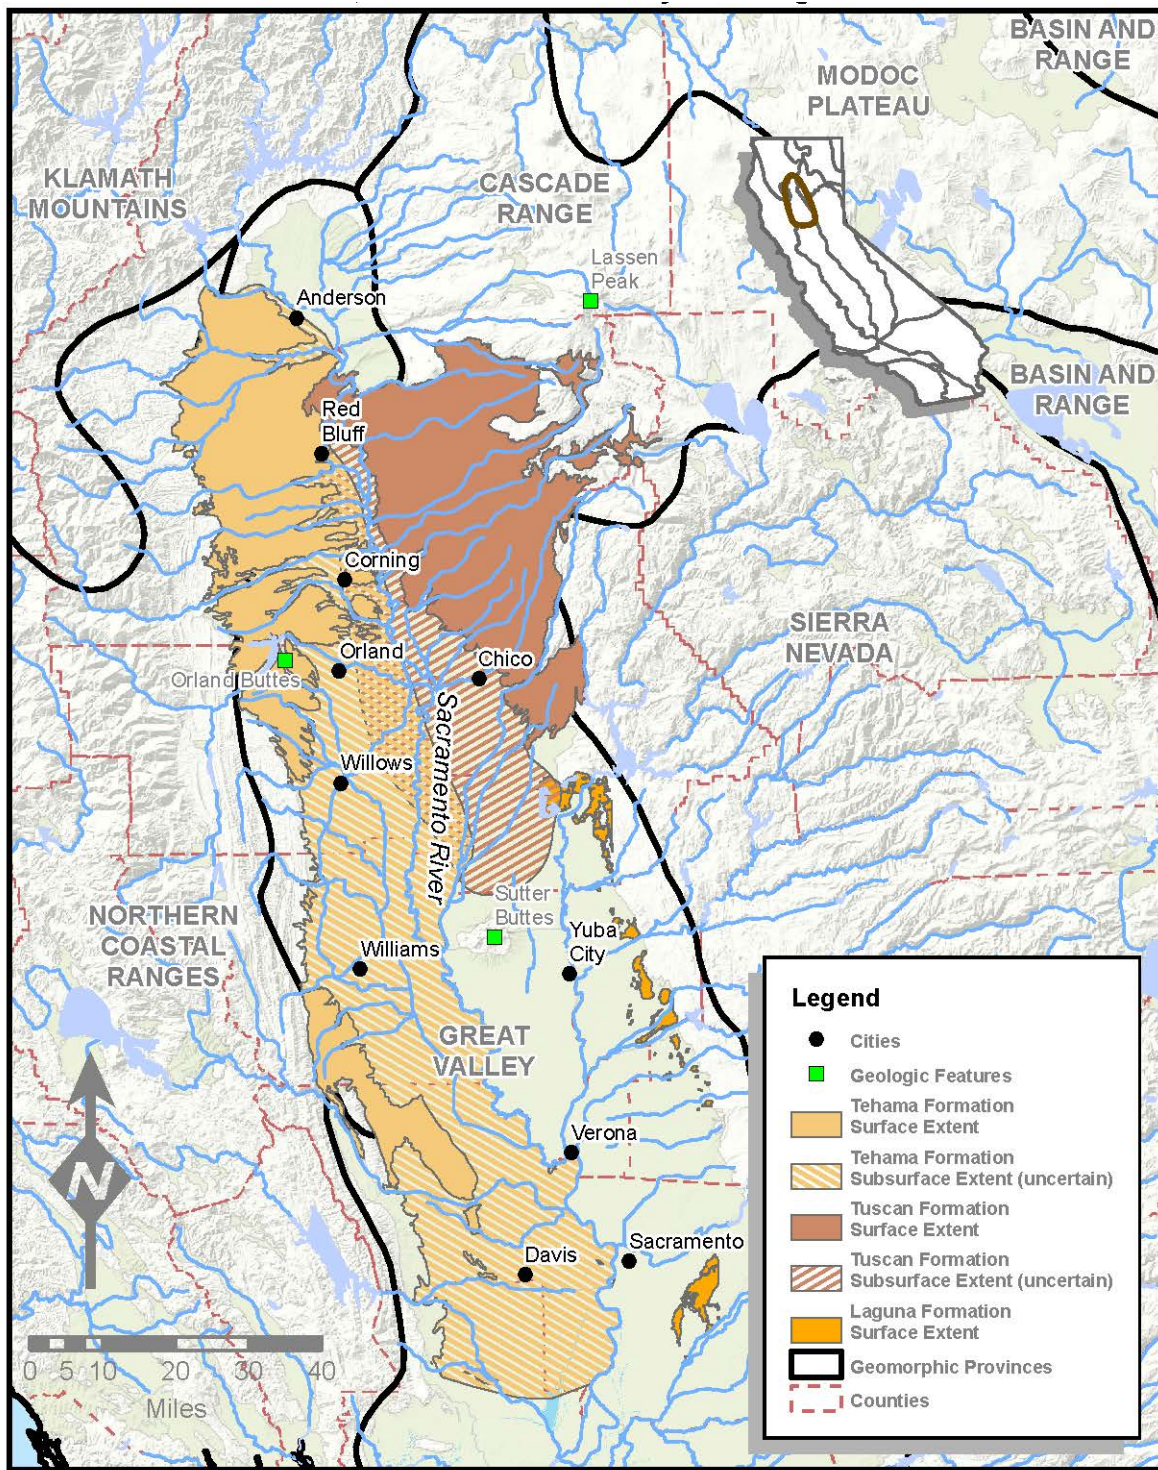 BASIN AND
RANGE
MODOC
PLATEAU
KLAMATH
MOUNTAINS
CASCADE
RANGE
Lassen
Peak
Anderson
BASIN AND
RANGE
Red
Bluff
Corning
SIERRA
NEVADA
Orland
Chico
Orland Buttes
Sacramento River
Willows
Sutter
Buttes
NORTHERN
COASTAL
RANGES
Yuba
City
Williams
GREAT
VALLEY
Verona
Davis
Sacramento
N
0 5 10 20 30 40
Miles
Legend
Cities
Geologic Features
Tehama Formation
Surface Extent
Tehama Formation
Subsurface Extent (uncertain)
Tuscan Formation
Surface Extent
Tuscan Formation
Subsurface Extent (uncertain)
Laguna Formation
Surface Extent
Geomorphic Provinces
Counties